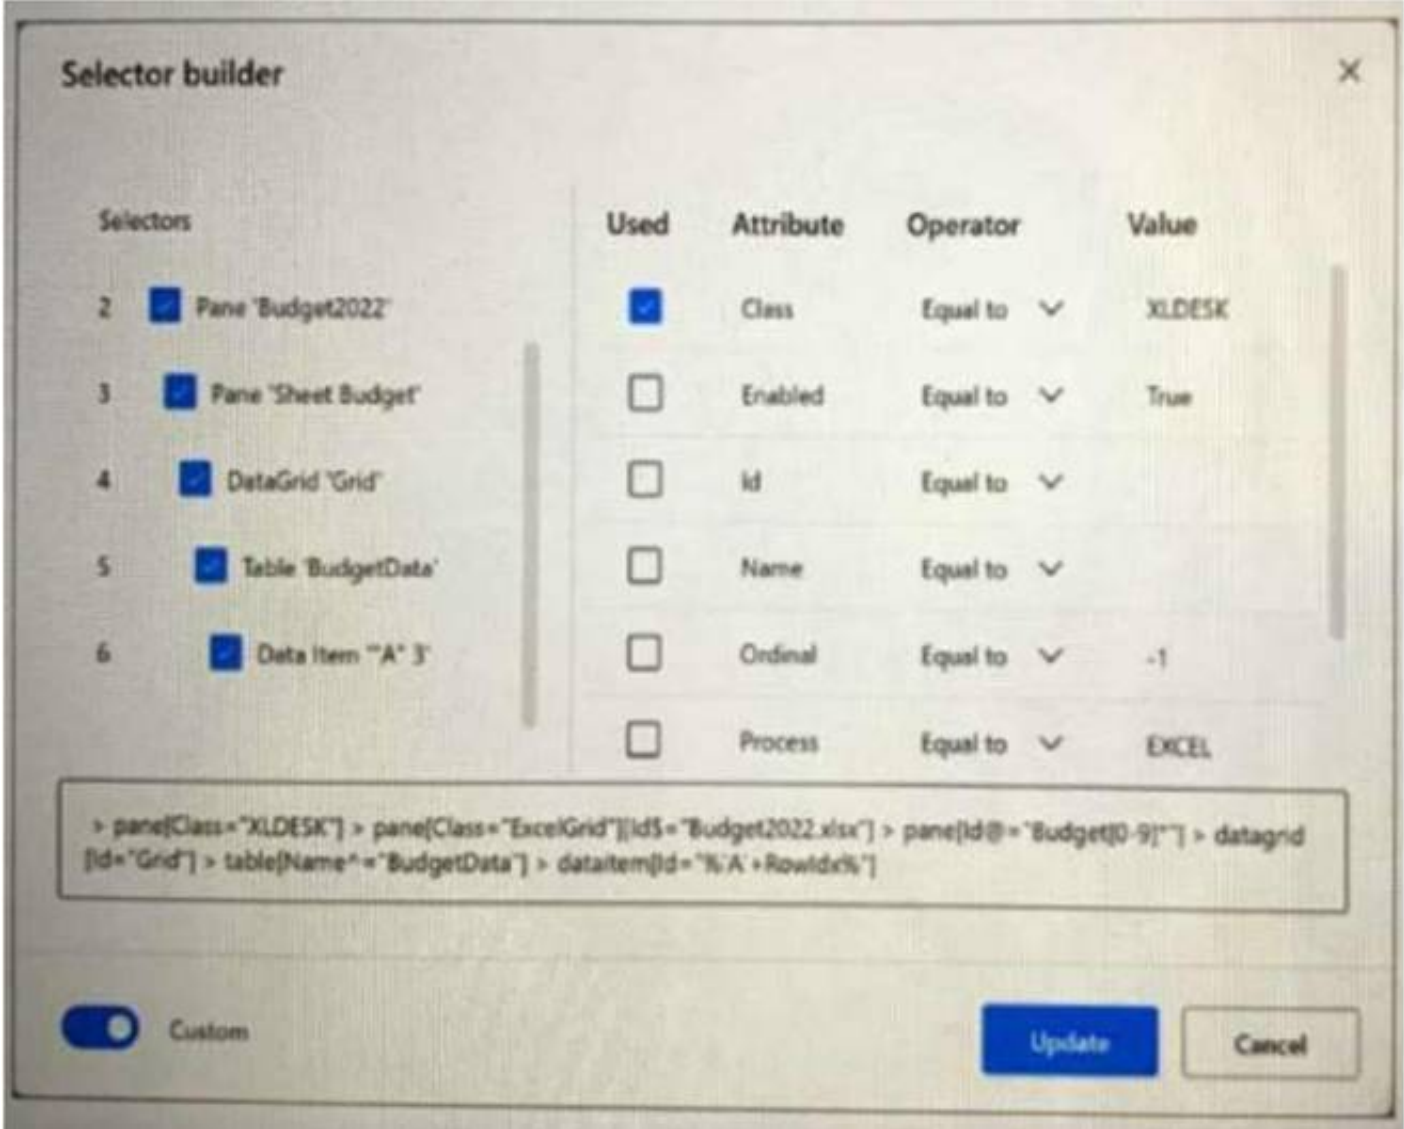 Selector builder ×
Selectors Used Attribute Operator Value
2 Pane 'Budget2022' Class Equal to XLDESK
3 Pane 'Sheet Budget' Enabled Equal to True
4 DataGrid 'Grid' Id Equal to
5 Table 'BudgetData' Name Equal to
6 Data Item '"A" 3' Ordinal Equal to -1
Process Equal to EXCEL
> pane[Class="XLDESK"] > pane[Class="ExcelGrid"][Id$="Budget2022.xlsx"] > pane[Id@="Budget[0-9]*"] > datagrid
[Id="Grid"] > table[Name^="BudgetData"] > dataitem[Id="%'A'+RowIdx%"]
Custom Update Cancel